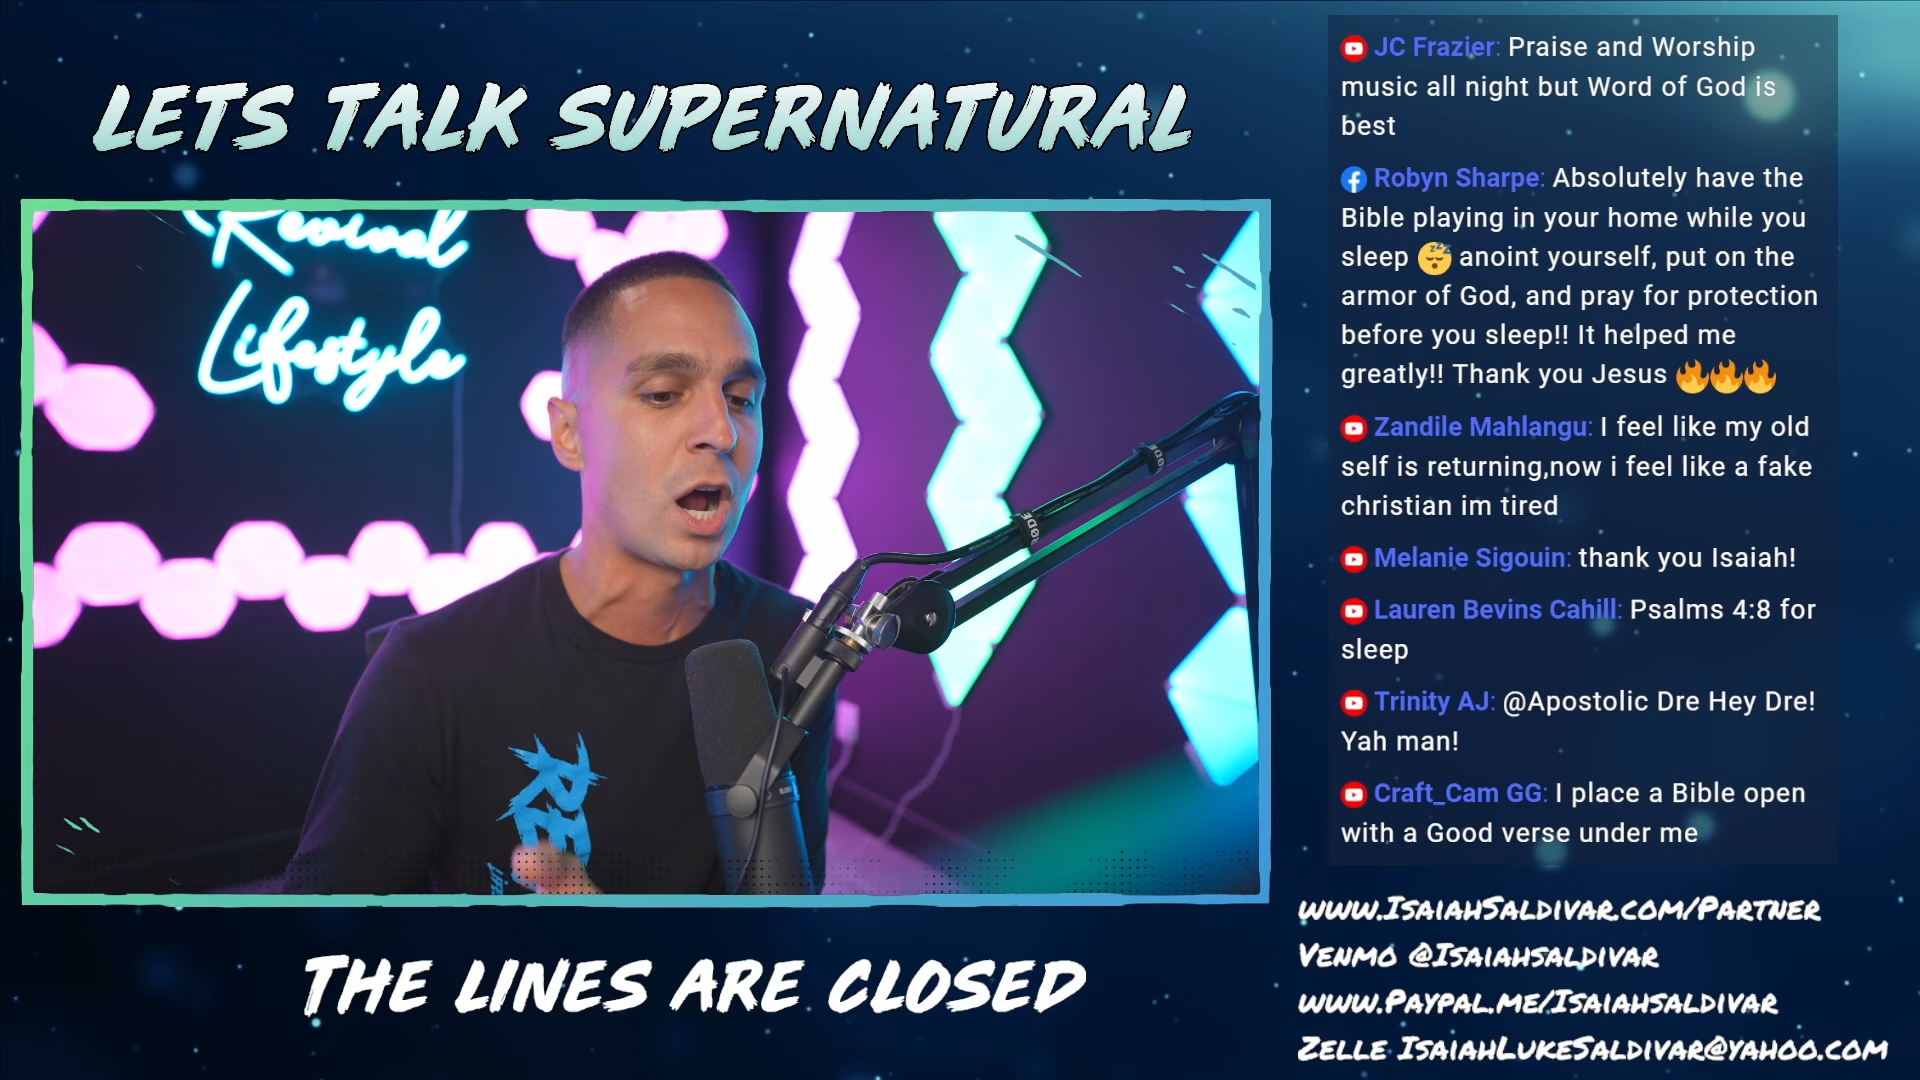 LETS TALK SUPERNATURAL
Revival
Lifestyle
RØDE
RØDE
RE
THE LINES ARE CLOSED
JC Frazier: Praise and Worship
music all night but Word of God is
best
Robyn Sharpe: Absolutely have the
Bible playing in your home while you
sleep 😴 anoint yourself, put on the
armor of God, and pray for protection
before you sleep!! It helped me
greatly!! Thank you Jesus 🔥🔥🔥
Zandile Mahlangu: I feel like my old
self is returning,now i feel like a fake
christian im tired
Melanie Sigouin: thank you Isaiah!
Lauren Bevins Cahill: Psalms 4:8 for
sleep
Trinity AJ: @Apostolic Dre Hey Dre!
Yah man!
Craft_Cam GG: I place a Bible open
with a Good verse under me
www.IsaiahSaldivar.com/Partner
Venmo @Isaiahsaldivar
www.Paypal.me/Isaiahsaldivar
Zelle IsaiahLukeSaldivar@yahoo.com